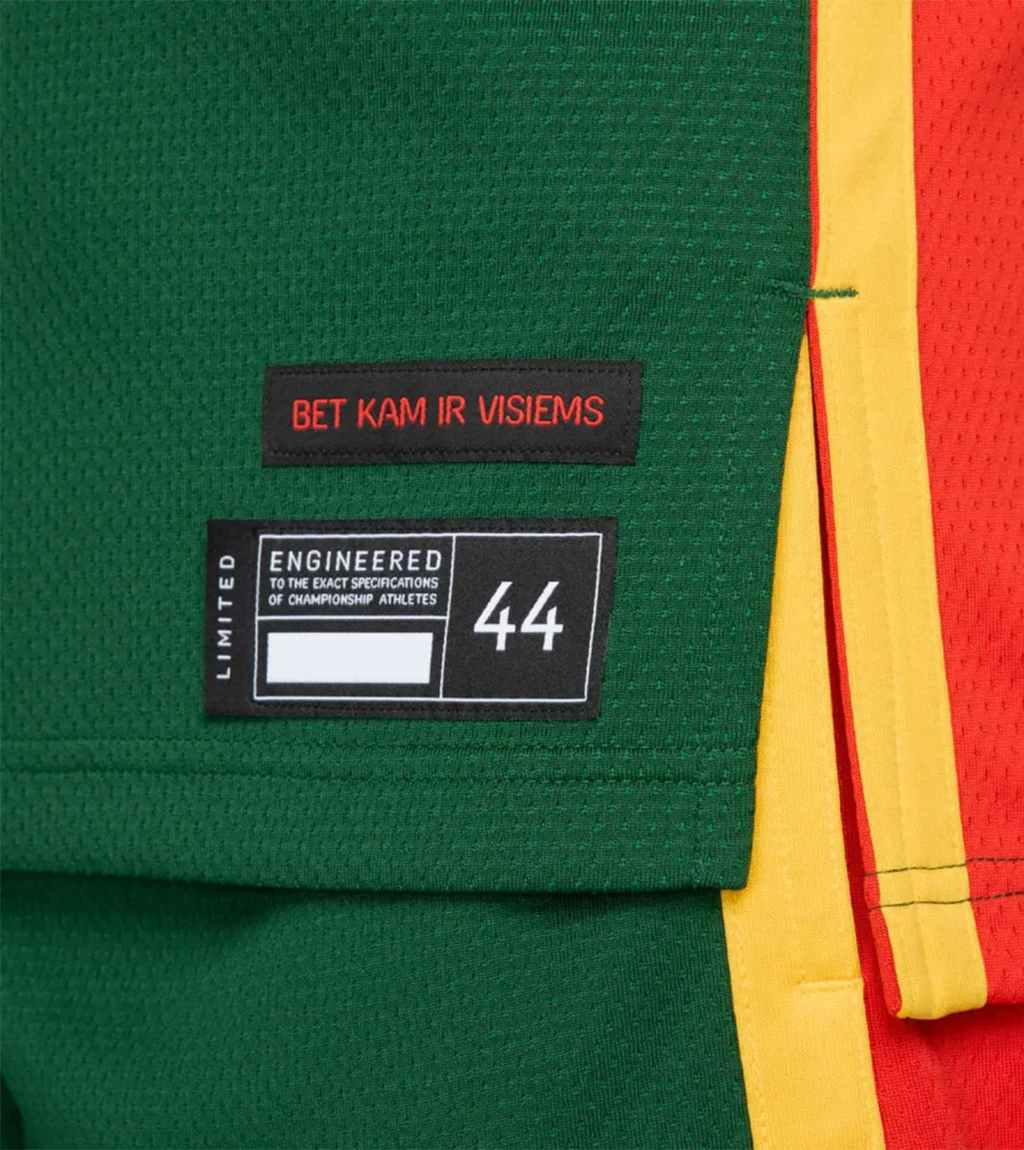 BET KAM IR VISIEMS
LIMITED
ENGINEERED
TO THE EXACT SPECIFICATIONS
OF CHAMPIONSHIP ATHLETES
44